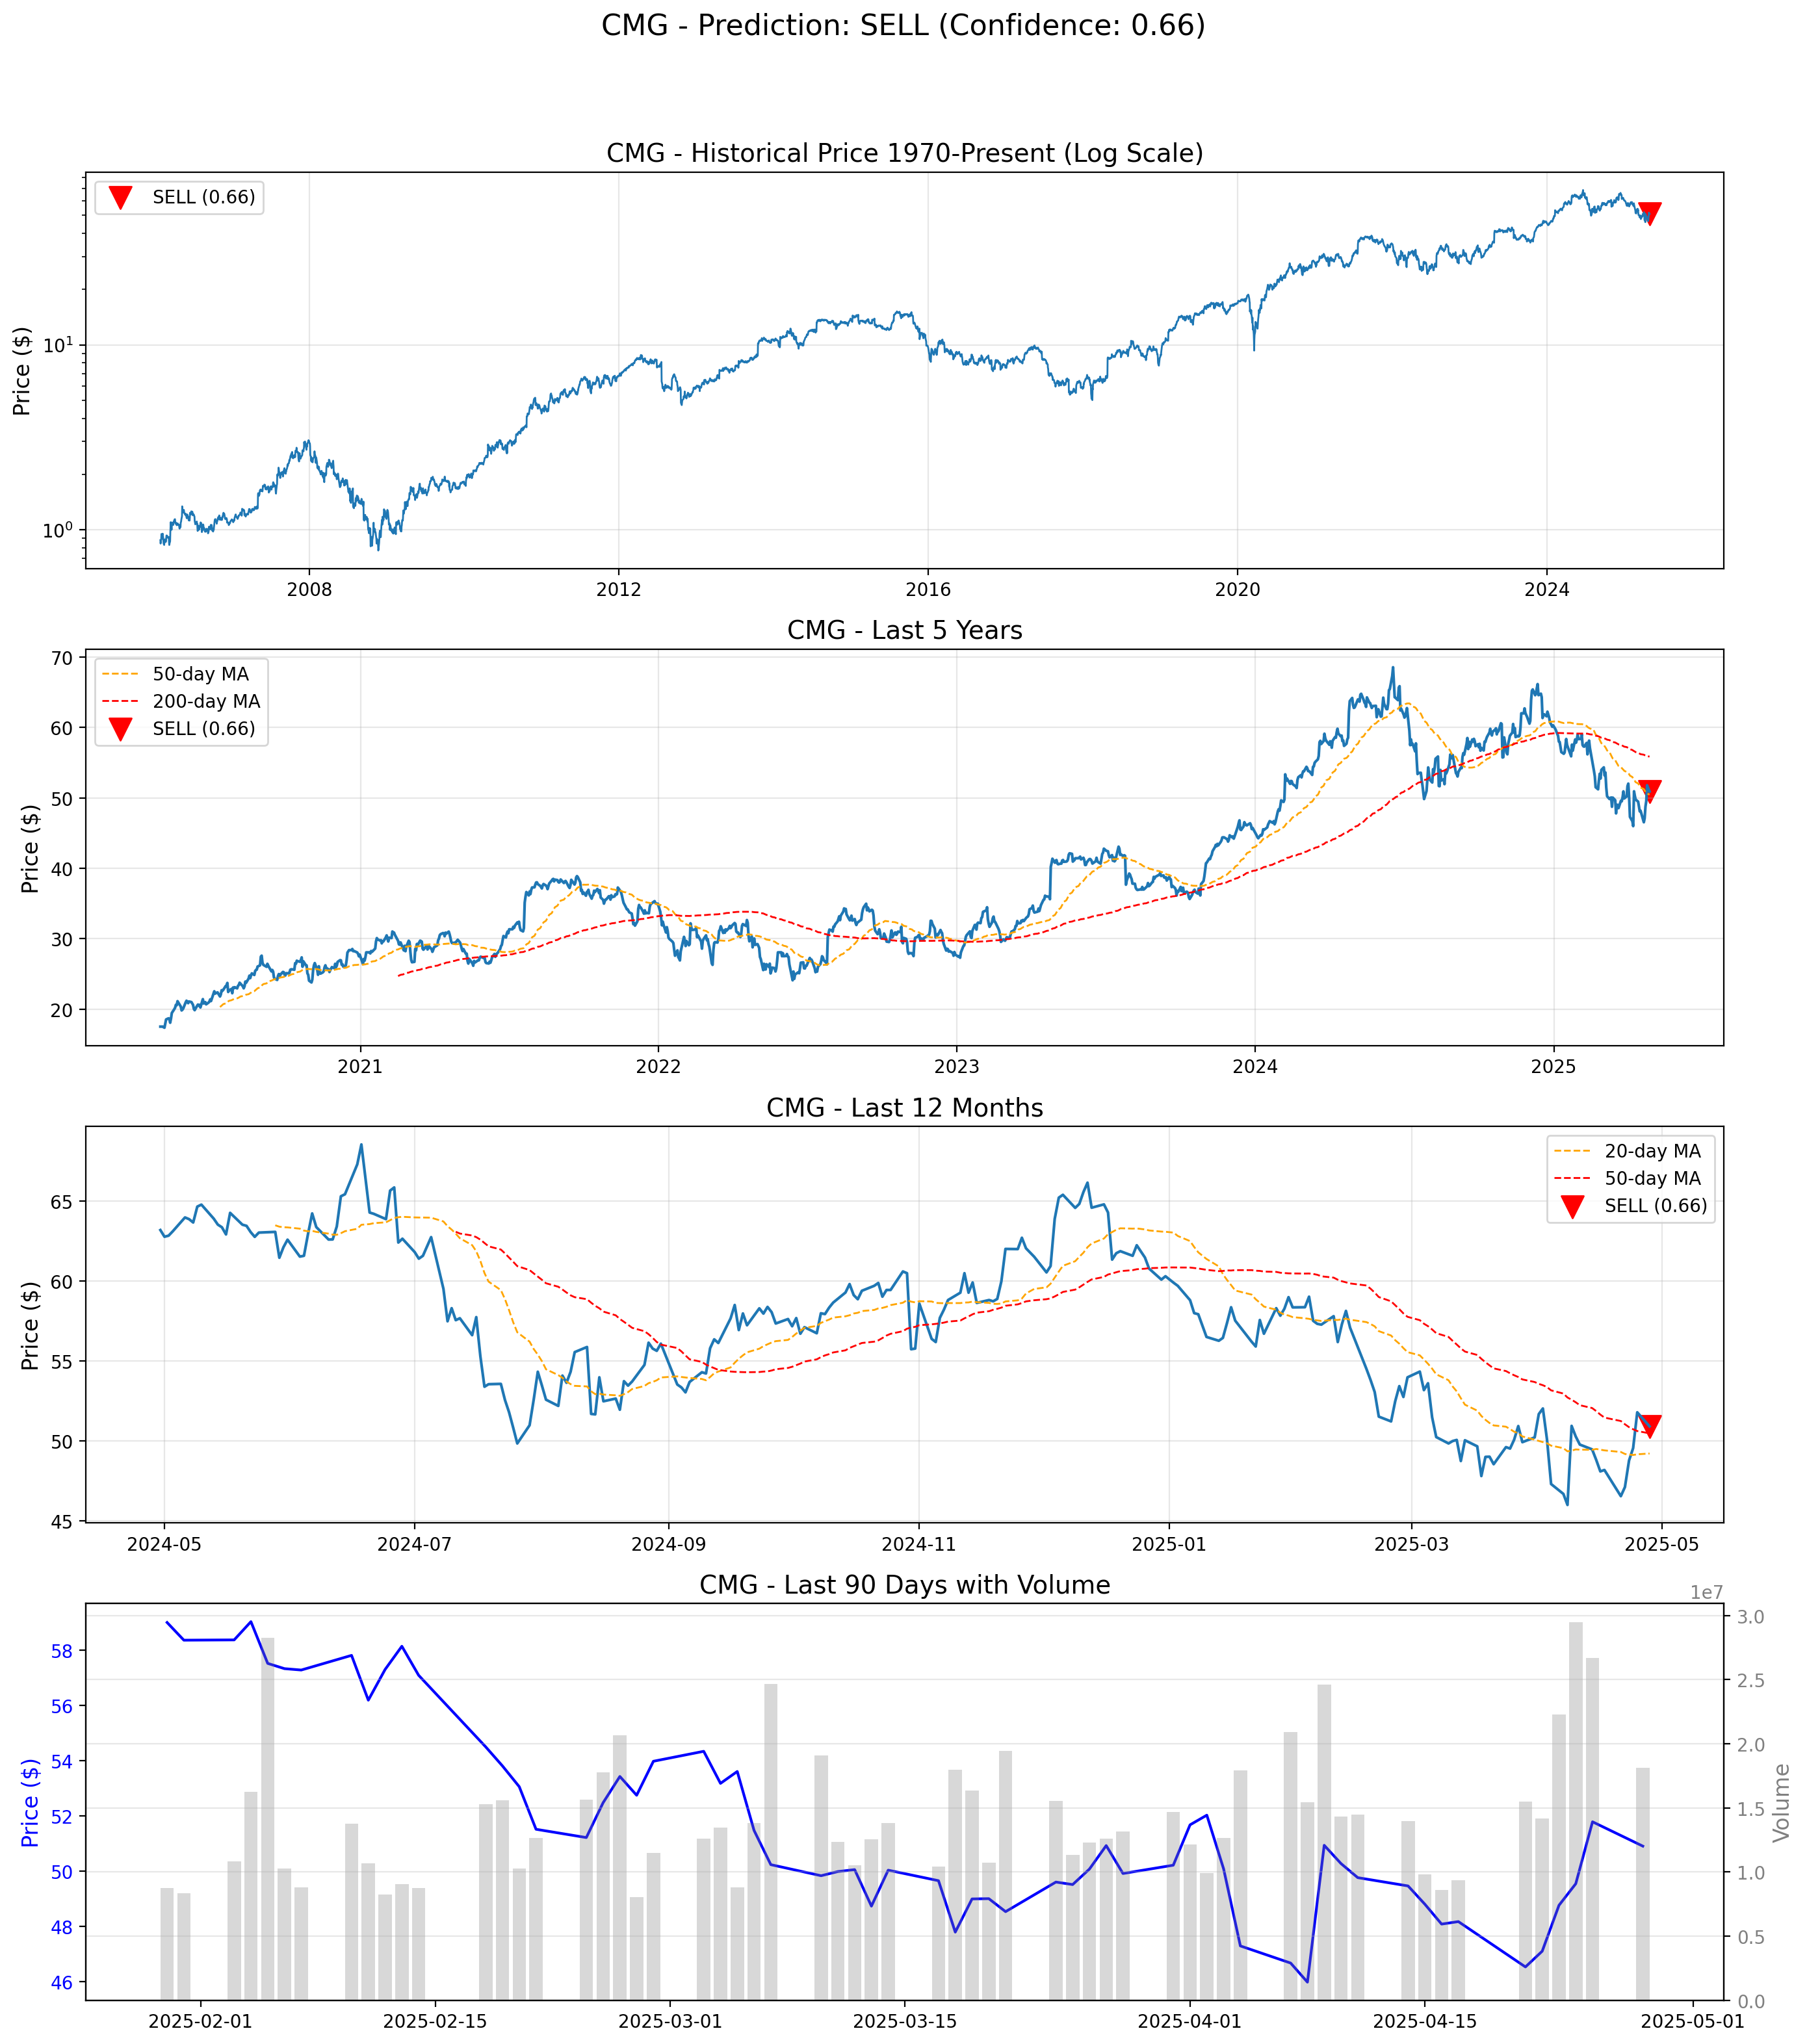 CMG - Prediction: SELL (Confidence: 0.66)
CMG - Historical Price 1970-Present (Log Scale)
SELL (0.66)
Price ($)
10¹
10⁰
2008 2012 2016 2020 2024
CMG - Last 5 Years
50-day MA
200-day MA
SELL (0.66)
Price ($)
70
60
50
40
30
20
2021 2022 2023 2024 2025
CMG - Last 12 Months
20-day MA
50-day MA
SELL (0.66)
Price ($)
65
60
55
50
45
2024-05 2024-07 2024-09 2024-11 2025-01 2025-03 2025-05
CMG - Last 90 Days with Volume
1e7
Price ($)
58
56
54
52
50
48
46
3.0
2.5
2.0
1.5
1.0
0.5
0.0
Volume
2025-02-01 2025-02-15 2025-03-01 2025-03-15 2025-04-01 2025-04-15 2025-05-01